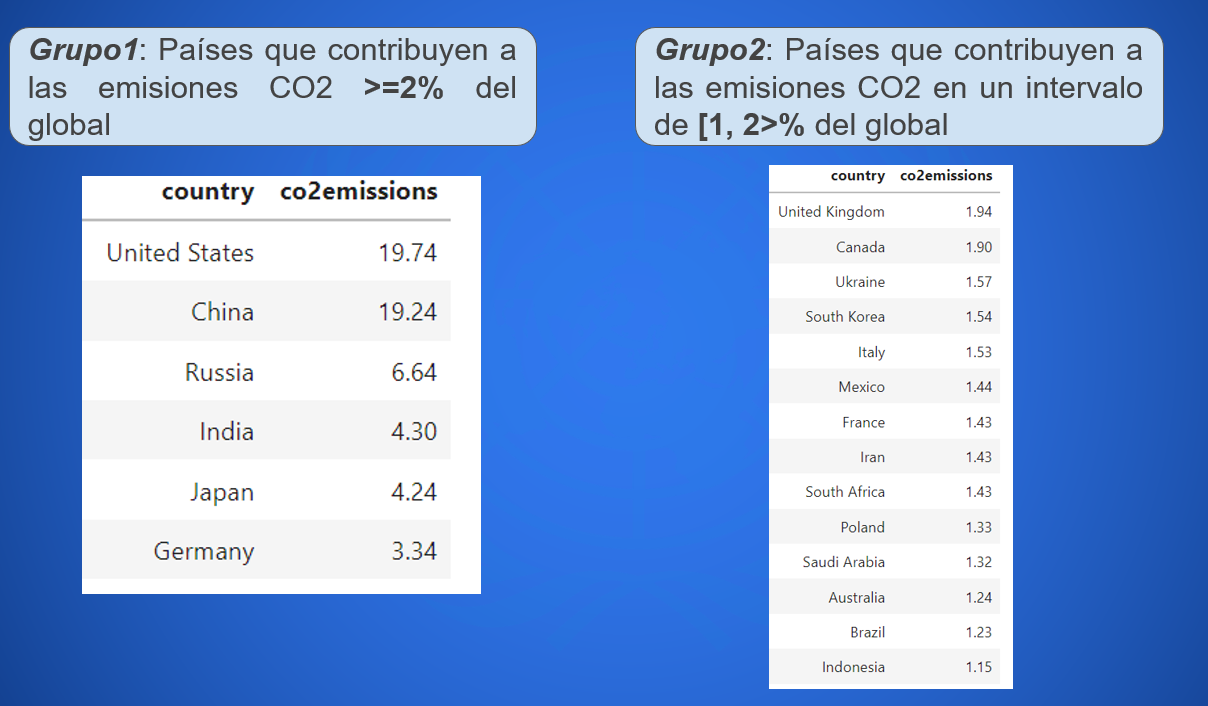 Grupo1: Países que contribuyen a
las emisiones CO2 >=2% del
global
country co2emissions
United States 19.74
China 19.24
Russia 6.64
India 4.30
Japan 4.24
Germany 3.34
Grupo2: Países que contribuyen a
las emisiones CO2 en un intervalo
de [1, 2>% del global
country co2emissions
United Kingdom 1.94
Canada 1.90
Ukraine 1.57
South Korea 1.54
Italy 1.53
Mexico 1.44
France 1.43
Iran 1.43
South Africa 1.43
Poland 1.33
Saudi Arabia 1.32
Australia 1.24
Brazil 1.23
Indonesia 1.15